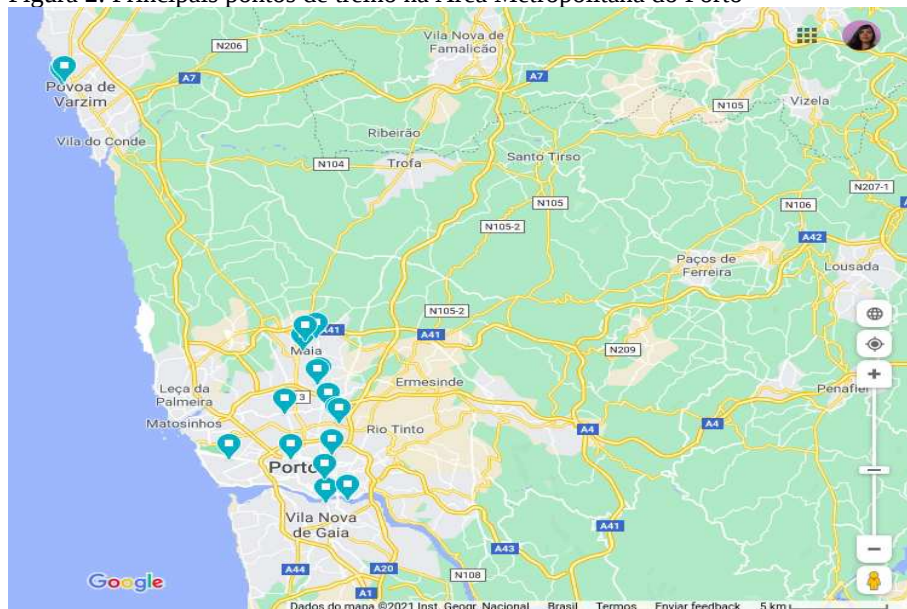 Figura 2: Principais pontos de treino na Área Metropolitana do Porto
N206
Vila Nova de
Famalicão
A7
A7
Póvoa de
Varzim
N105
Vizela
Vila do Conde
Ribeirão
N104
Trofa
Santo Tirso
N207-1
N105
N106
N105-2
A42
Paços de
Ferreira
Lousada
N105-2
A41
A41
Maia
N209
Leça da
Palmeira
3
Ermesinde
Penafiel
Matosinhos
Rio Tinto
A4
A4
Porto
Vila Nova
de Gaia
A41
A43
A44
A20
N108
A1
Google
Dados do mapa ©2021 Inst. Geogr. Nacional Brasil Termos Enviar feedback 5 km